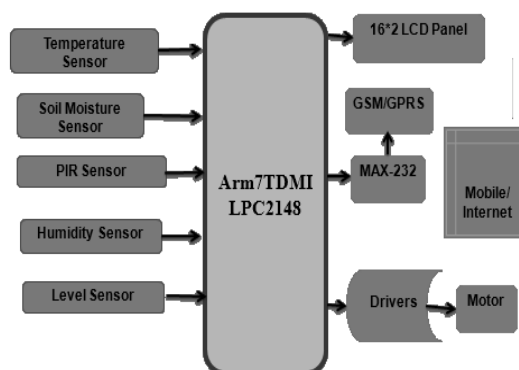 Temperature
Sensor
Soil Moisture
Sensor
PIR Sensor
Humidity Sensor
Level Sensor
Arm7TDMI
LPC2148
16*2 LCD Panel
GSM/GPRS
MAX-232
Mobile/
Internet
Drivers
Motor